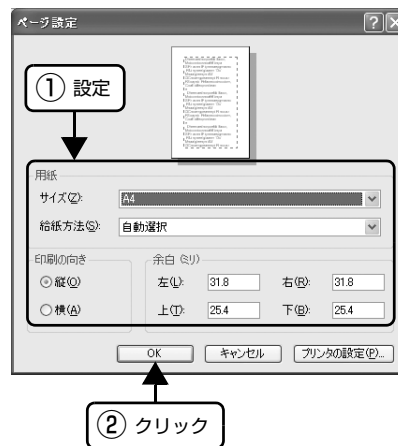 ページ設定
① 設定
用紙
サイズ(Z):
A4
給紙方法(S):
自動選択
印刷の向き
縦(O)
横(A)
余白 (ミリ)
左(L): 31.8 右(R): 31.8
上(T): 25.4 下(B): 25.4
OK キャンセル プリンタの設定(P)...
② クリック